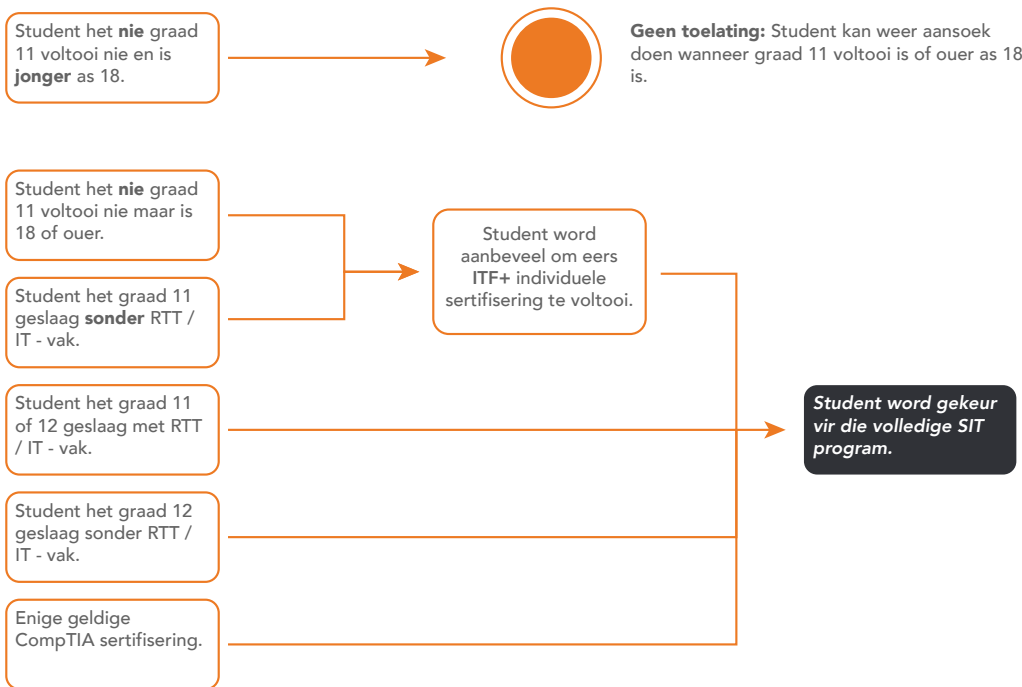 Student het nie graad
11 voltooi nie en is
jonger as 18.
Geen toelating: Student kan weer aansoek
doen wanneer graad 11 voltooi is of ouer as 18
is.
Student het nie graad
11 voltooi nie maar is
18 of ouer.
Student word
aanbeveel om eers
ITF+ individuele
sertifisering te voltooi.
Student het graad 11
geslaag sonder RTT /
IT - vak.
Student het graad 11
of 12 geslaag met RTT
/ IT - vak.
Student word gekeur
vir die volledige SIT
program.
Student het graad 12
geslaag sonder RTT /
IT - vak.
Enige geldige
CompTIA sertifisering.